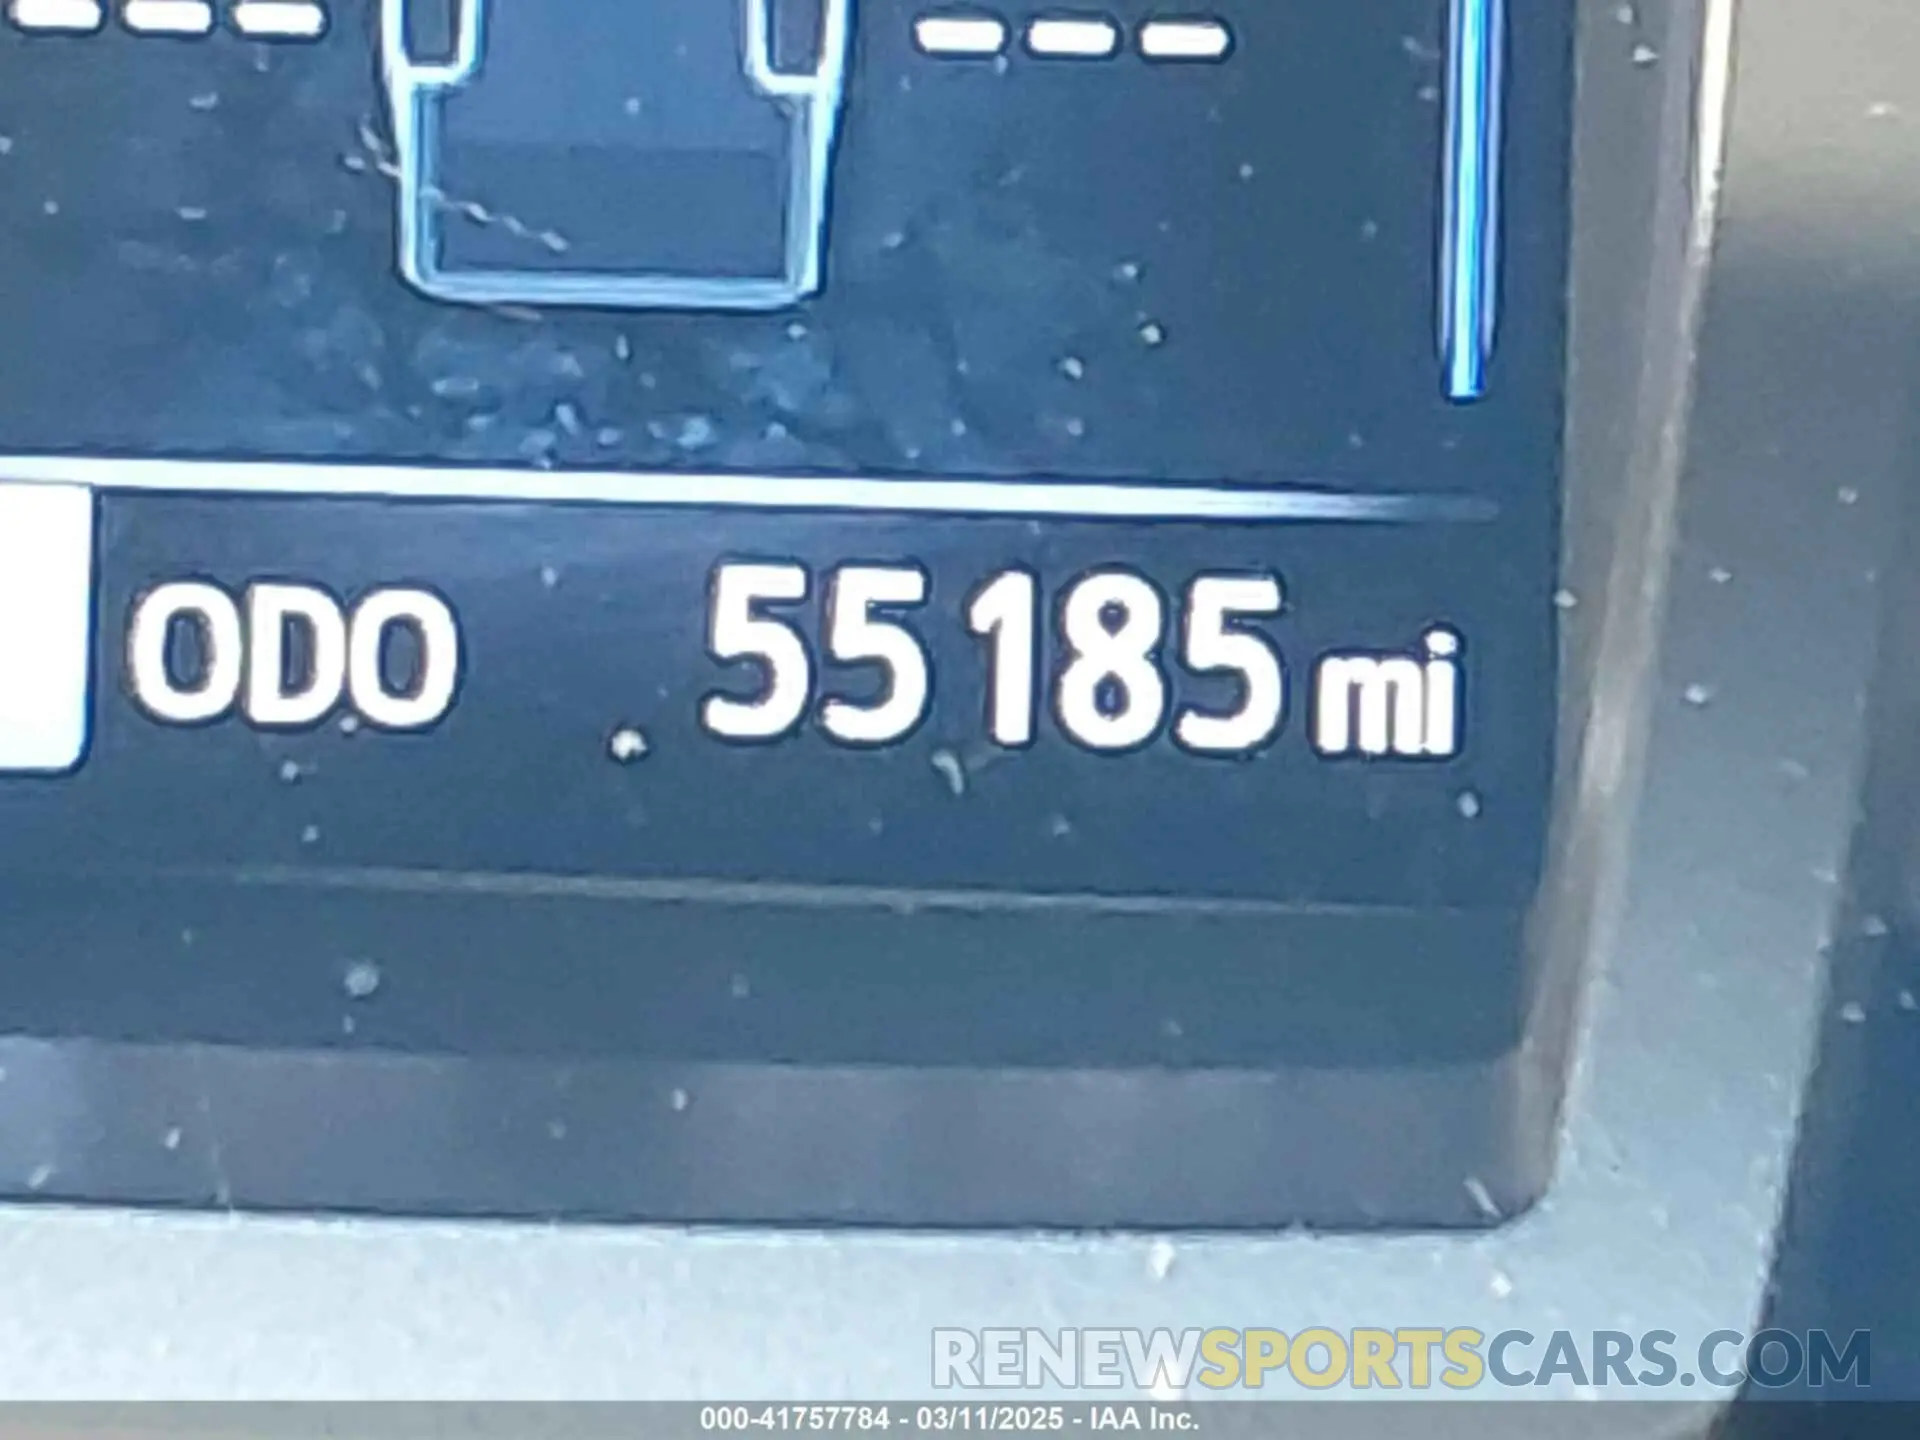 --- ---
ODO 55185 mi
RENEWSPORTSCARS.COM
000-41757784 - 03/11/2025 - IAA Inc.